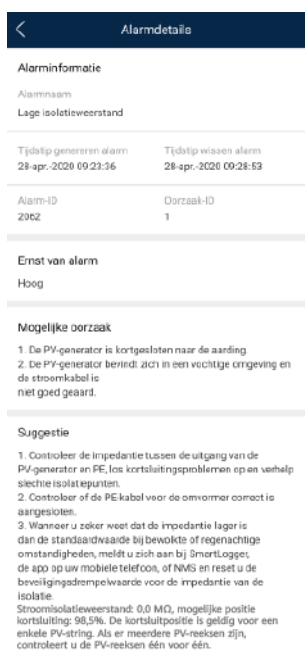 Alarmdetails
Alarminformatie
Alarmnaam
Lage isolatieweerstand
Tijdstip genereren alarm Tijdstip wissen alarm
28-apr.-2020 09:23:36 28-apr.-2020 09:28:53
Alarm-ID Oorzaak-ID
2062 1
Ernst van alarm
Hoog
Mogelijke oorzaak
1. De PV-generator is kortgesloten naar de aarding.
2. De PV-generator bevindt zich in een vochtige omgeving en
de stroomkabel is
niet goed geaard.
Suggestie
1. Controleer de impedantie tussen de uitgang van de
PV-generator en PE, los kortsluitingsproblemen op en verhelp
slechte isolatiepunten.
2. Controleer of de PE-kabel voor de omvormer correct is
aangesloten.
3. Wanneer u zeker weet dat de impedantie lager is
dan de standaardwaarde bij bewolkte of regenachtige
omstandigheden, meldt u zich aan bij SmartLogger,
de app op uw mobiele telefoon, of NMS en reset u de
beveiligingsdrempelwaarde voor de impedantie van de
isolatie.
Stroomisolatieweerstand: 0,0 MΩ, mogelijke positie
kortsluiting: 98,5%. De kortsluitpositie is geldig voor een
enkele PV-string. Als er meerdere PV-reeksen zijn,
controleert u de PV-reeksen één voor één.